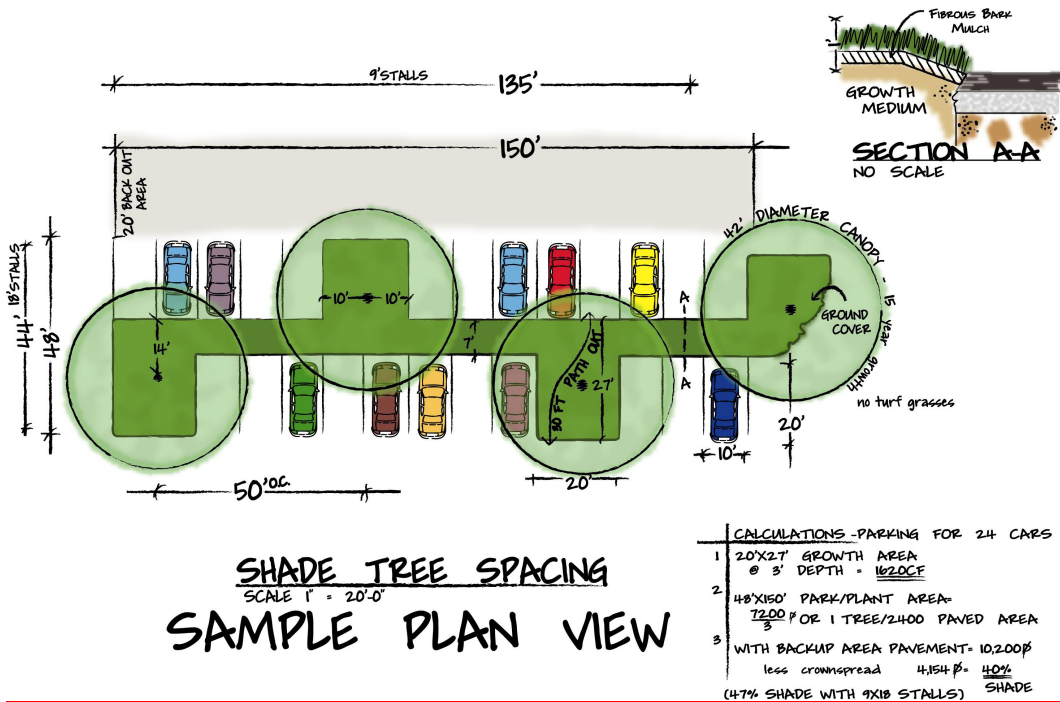 FIBROUS BARK
MULCH
1'
GROWTH
MEDIUM
SECTION A-A
NO SCALE
9' STALLS
135'
150'
20' BACK OUT
AREA
18' STALLS
44'
48'
42' DIAMETER CANOPY - 15 year growth
10'
10'
14'
7'
A
A
30 FT PATH OUT
27'
GROUND
COVER
no turf grasses
20'
10'
20'
50' O.C.
SHADE TREE SPACING
SCALE 1" = 20'-0"
SAMPLE PLAN VIEW
CALCULATIONS - PARKING FOR 24 CARS
1 20'X27' GROWTH AREA
@ 3' DEPTH = 1620CF
2 48'X150' PARK/PLANT AREA=
7200/3 ⌀ OR 1 TREE/2400 PAVED AREA
3 WITH BACKUP AREA PAVEMENT= 10,200⌀
less crownspread 4,154⌀= 40%
SHADE
(47% SHADE WITH 9X18 STALLS)